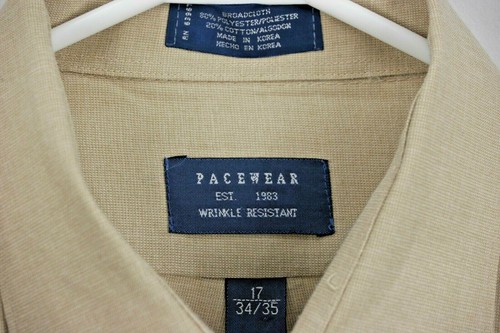 BROADCLOTH
80% POLYESTER/POLIESTER
20% COTTON/ALGODON
MADE IN KOREA
HECHO EN KOREA
PACEWEAR
EST. 1983
WRINKLE RESISTANT
17
34/35